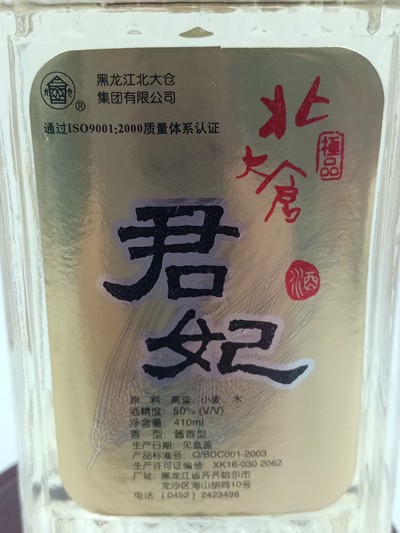 黑龙江北大仓
集团有限公司
®
通过ISO9001:2000质量体系认证
北大倉
極品
酒
君妃
原 料: 高粱、小麦、水
酒精度: 50% (V/V)
净含量: 410ml
香 型: 酱香型
生产日期: 见盒盖
产品标准号: Q/BDC001-2003
生产许可证编号: XK16-030 2062
厂址: 黑龙江省齐齐哈尔市
龙沙区海山胡同10号
电话 (0452) 2423498